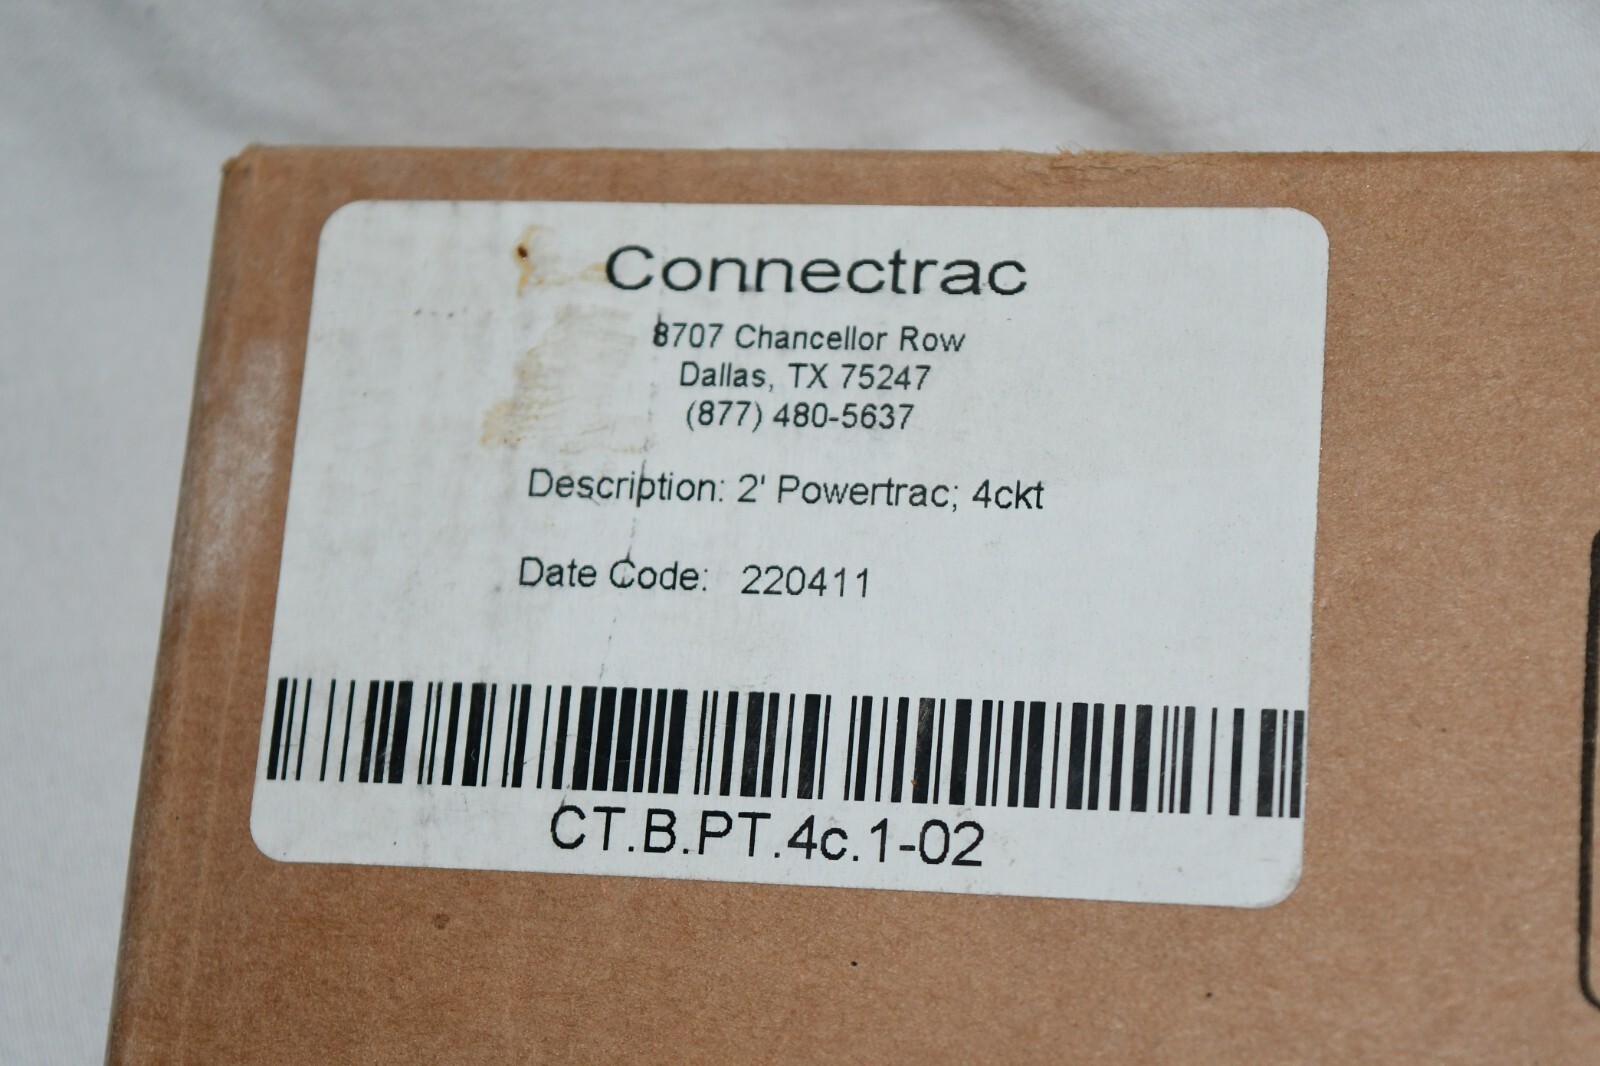 Connectrac
8707 Chancellor Row
Dallas, TX 75247
(877) 480-5637
Description: 2' Powertrac; 4ckt
Date Code: 220411
CT.B.PT.4c.1-02